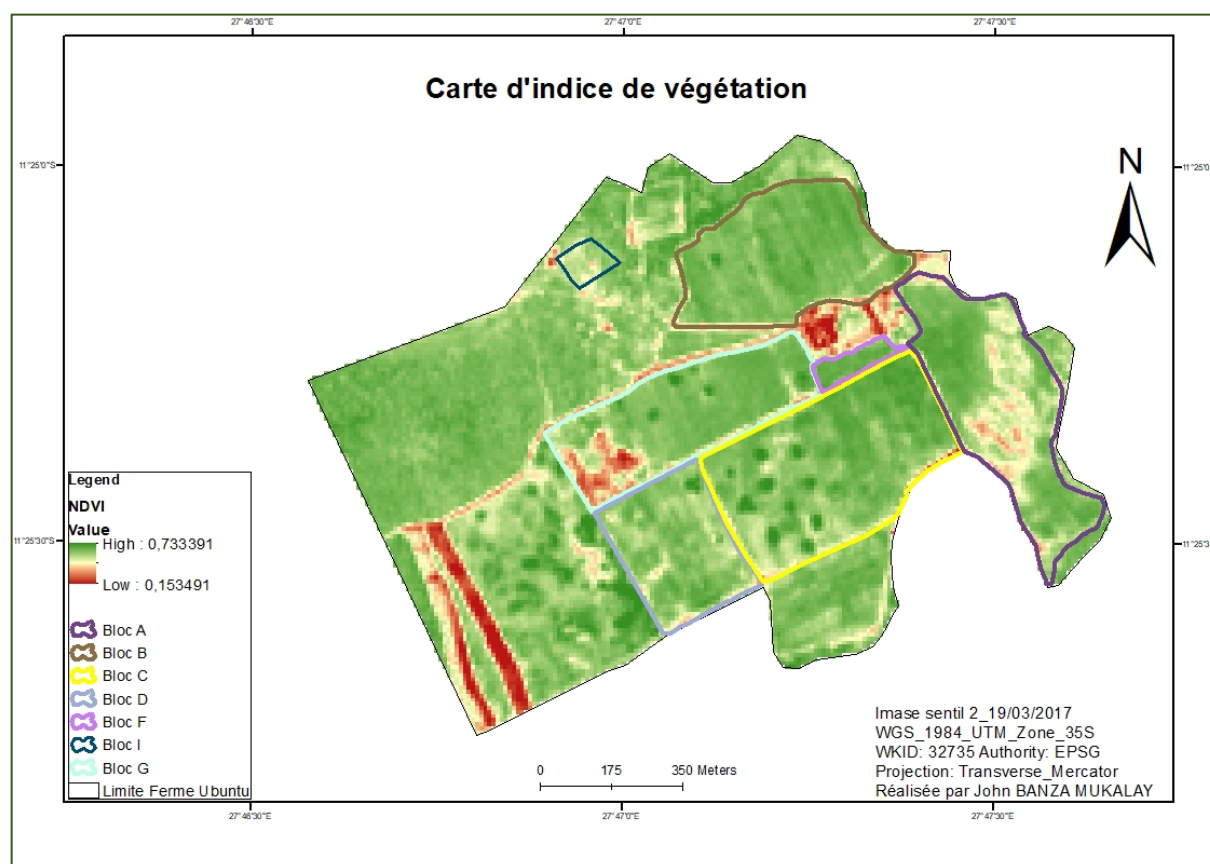 27°46'30"E 27°47'0"E 27°47'30"E
Carte d'indice de végétation
11°25'0"S 11°25'0
N
Legend
NDVI
Value
High : 0,733391
Low : 0,153491
11°25'30"S 11°25'3
Bloc A
Bloc B
Bloc C
Bloc D
Bloc F
Bloc I
Bloc G
Limite Ferme Ubuntu
0 175 350 Meters
Imase sentil 2_19/03/2017
WGS_1984_UTM_Zone_35S
WKID: 32735 Authority: EPSG
Projection: Transverse_Mercator
Réalisée par John BANZA MUKALAY
27°46'30"E 27°47'0"E 27°47'30"E